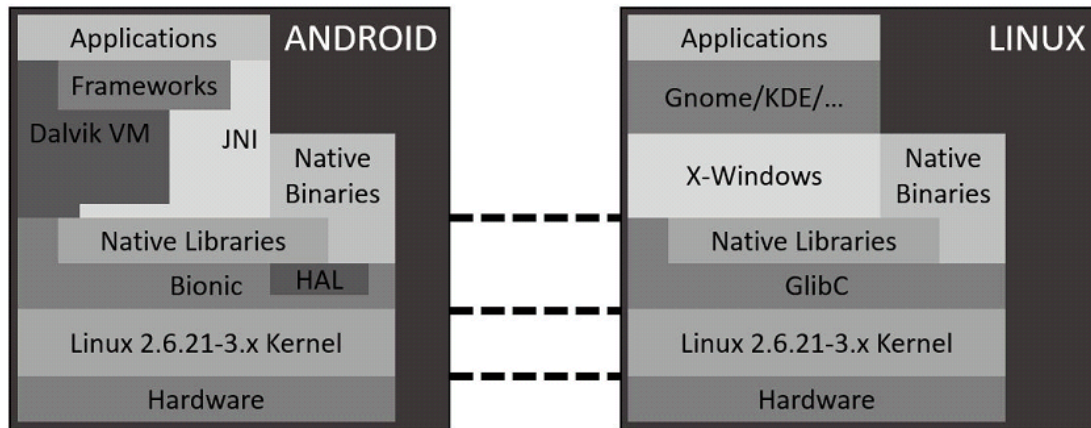 ANDROID
Applications
Frameworks
Dalvik VM
JNI
Native
Binaries
Native Libraries
Bionic
HAL
Linux 2.6.21-3.x Kernel
Hardware
LINUX
Applications
Gnome/KDE/...
X-Windows
Native
Binaries
Native Libraries
GlibC
Linux 2.6.21-3.x Kernel
Hardware